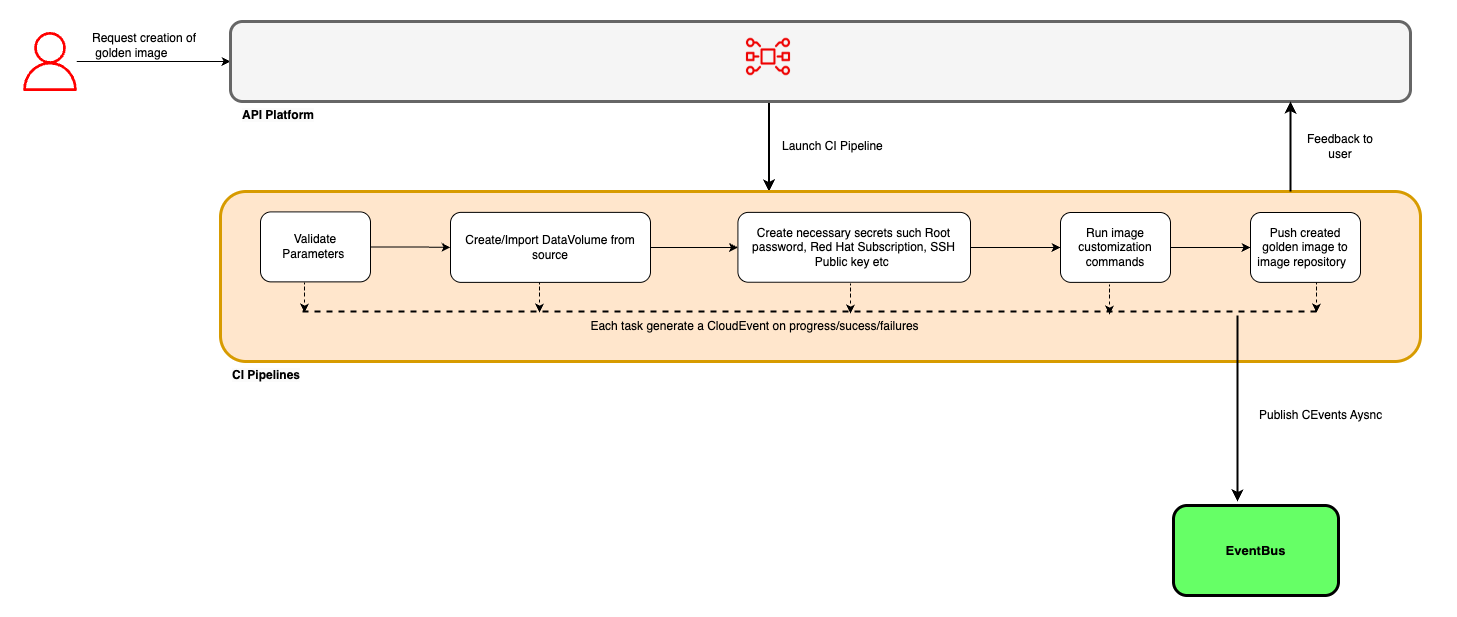 Request creation of
golden image
API Platform
Launch CI Pipeline
Feedback to
user
Validate
Parameters
Create/Import DataVolume from
source
Create necessary secrets such Root
password, Red Hat Subscription, SSH
Public key etc
Run image
customization
commands
Push created
golden image to
image repository
Each task generate a CloudEvent on progress/sucess/failures
CI Pipelines
Publish CEvents Aysnc
EventBus